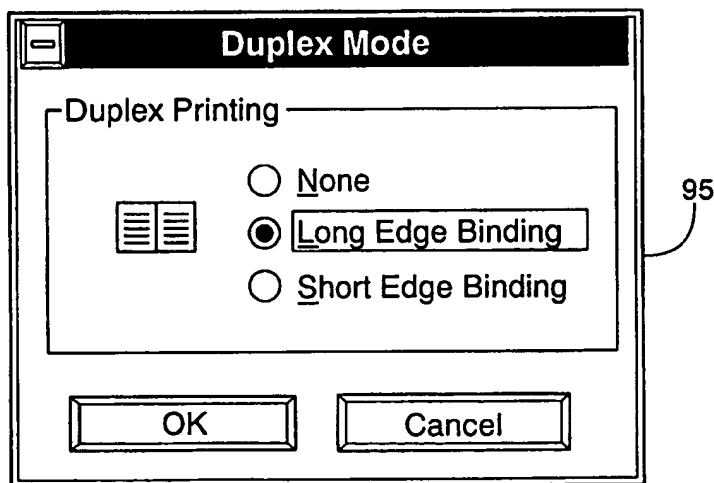 Duplex Mode
Duplex Printing
None
Long Edge Binding
Short Edge Binding
95
OK
Cancel